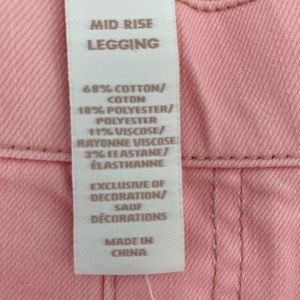 MID RISE
LEGGING
68% COTTON/
COTON
18% POLYESTER/
POLYESTER
11% VISCOSE/
RAYONNE VISCOSE
3% ELASTANE/
ÉLASTHANNE
EXCLUSIVE OF
DECORATION/
SAUF
DÉCORATIONS
MADE IN
CHINA